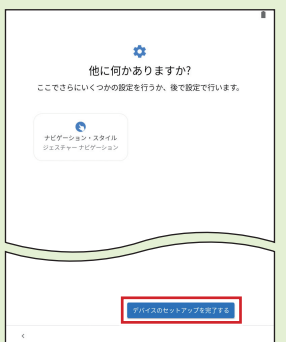 他に何かありますか?
ここでさらにいくつかの設定を行うか、後で設定で行います。
ナビゲーション・スタイル
ジェスチャー ナビゲーション
デバイスのセットアップを完了する